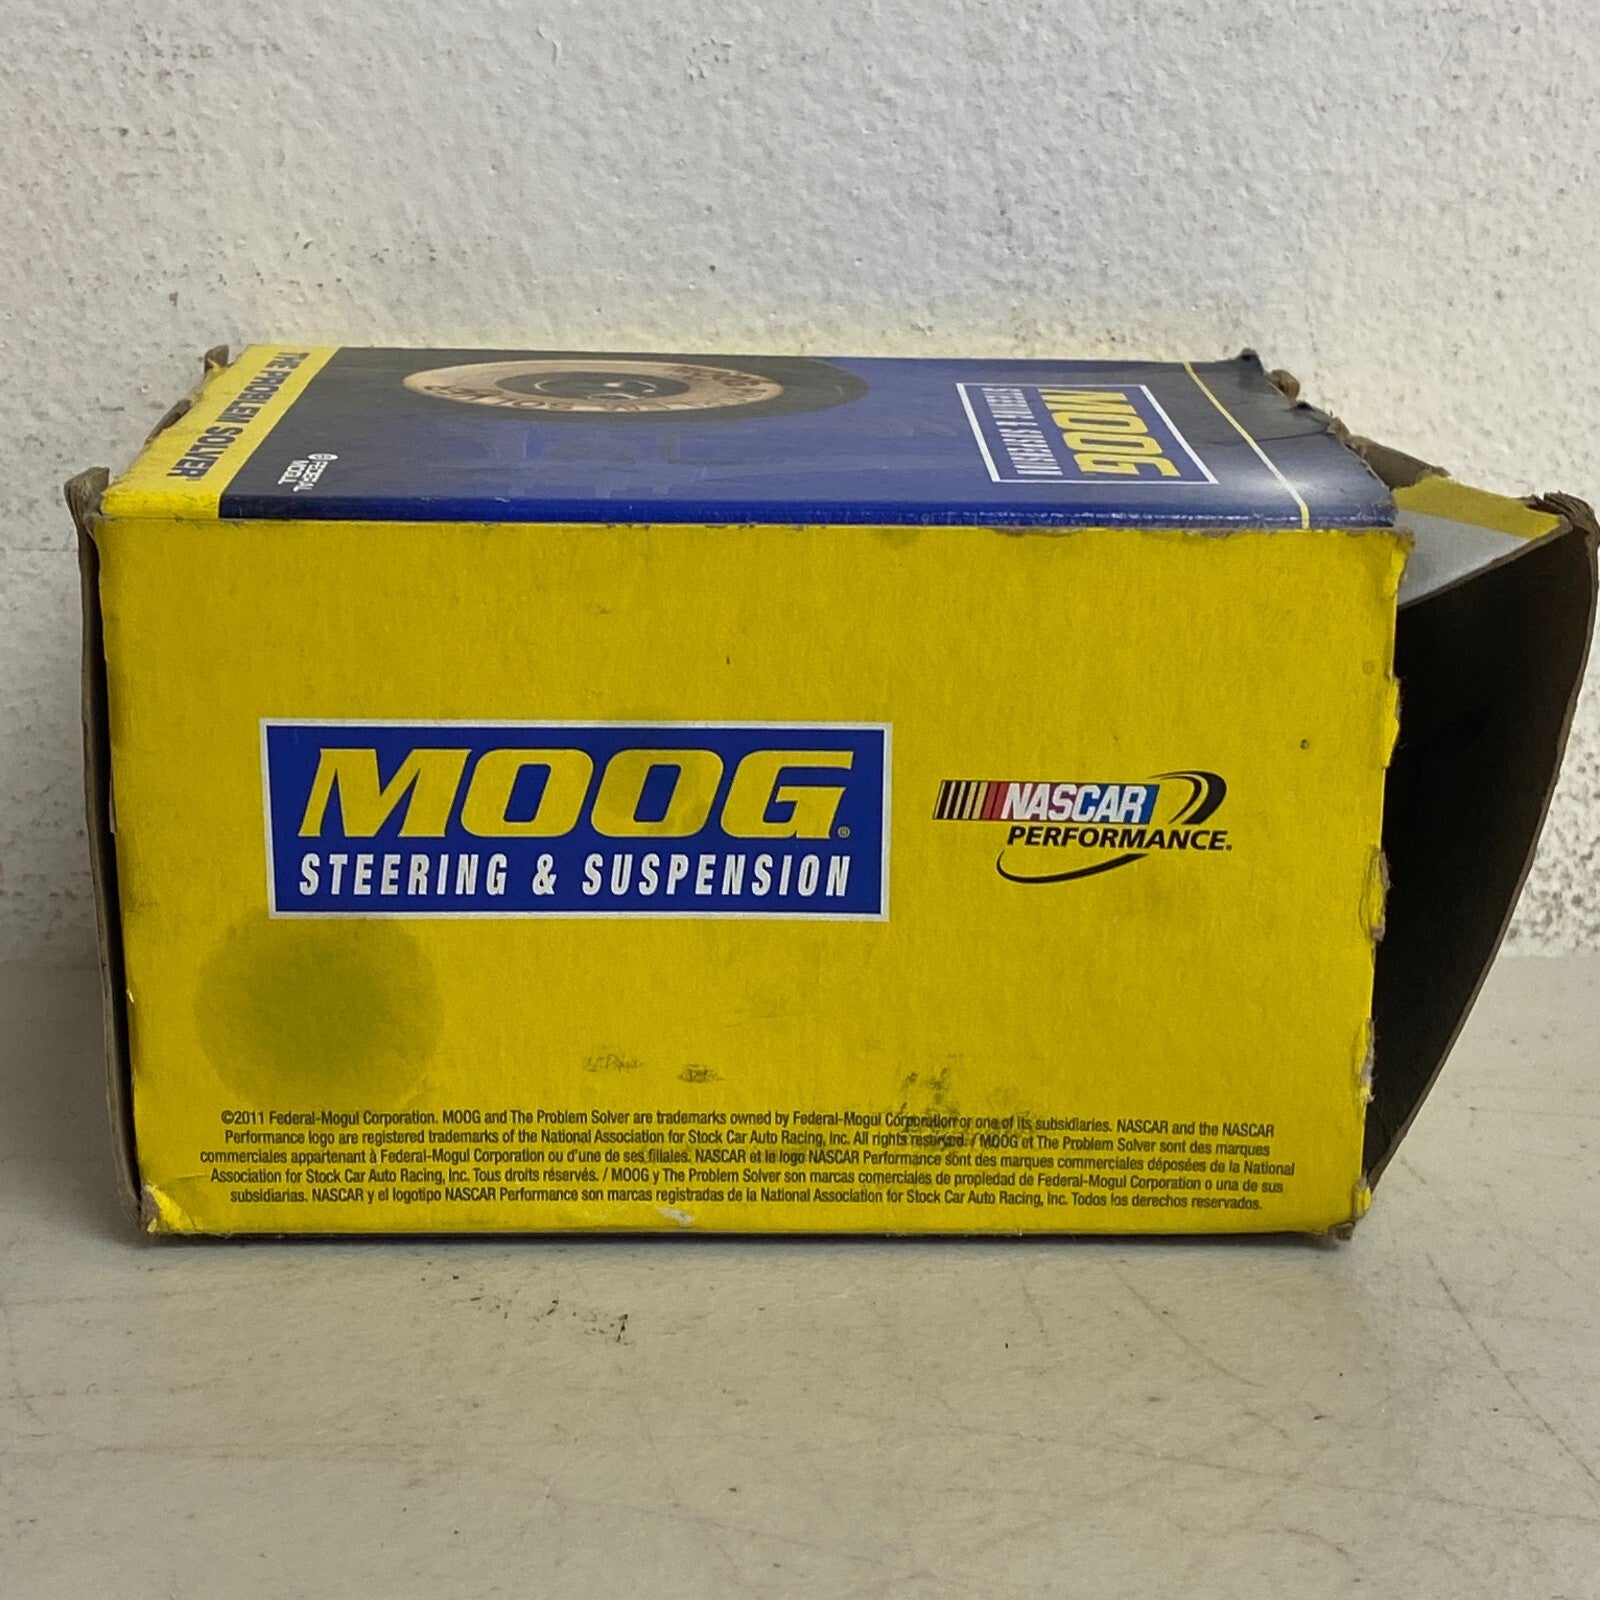 THE PROBLEM SOLVER
FEDERAL
MOGUL
MOOG
STEERING & SUSPENSION
MOOG®
STEERING & SUSPENSION
NASCAR
PERFORMANCE.
©2011 Federal-Mogul Corporation. MOOG and The Problem Solver are trademarks owned by Federal-Mogul Corporation or one of its subsidiaries. NASCAR and the NASCAR
Performance logo are registered trademarks of the National Association for Stock Car Auto Racing, Inc. All rights reserved. / MOOG et The Problem Solver sont des marques
commerciales appartenant à Federal-Mogul Corporation ou d'une de ses filiales. NASCAR et le logo NASCAR Performance sont des marques commerciales déposées de la National
Association for Stock Car Auto Racing, Inc. Tous droits réservés. / MOOG y The Problem Solver son marcas comerciales de propiedad de Federal-Mogul Corporation o una de sus
subsidiarias. NASCAR y el logotipo NASCAR Performance son marcas registradas de la National Association for Stock Car Auto Racing, Inc. Todos los derechos reservados.